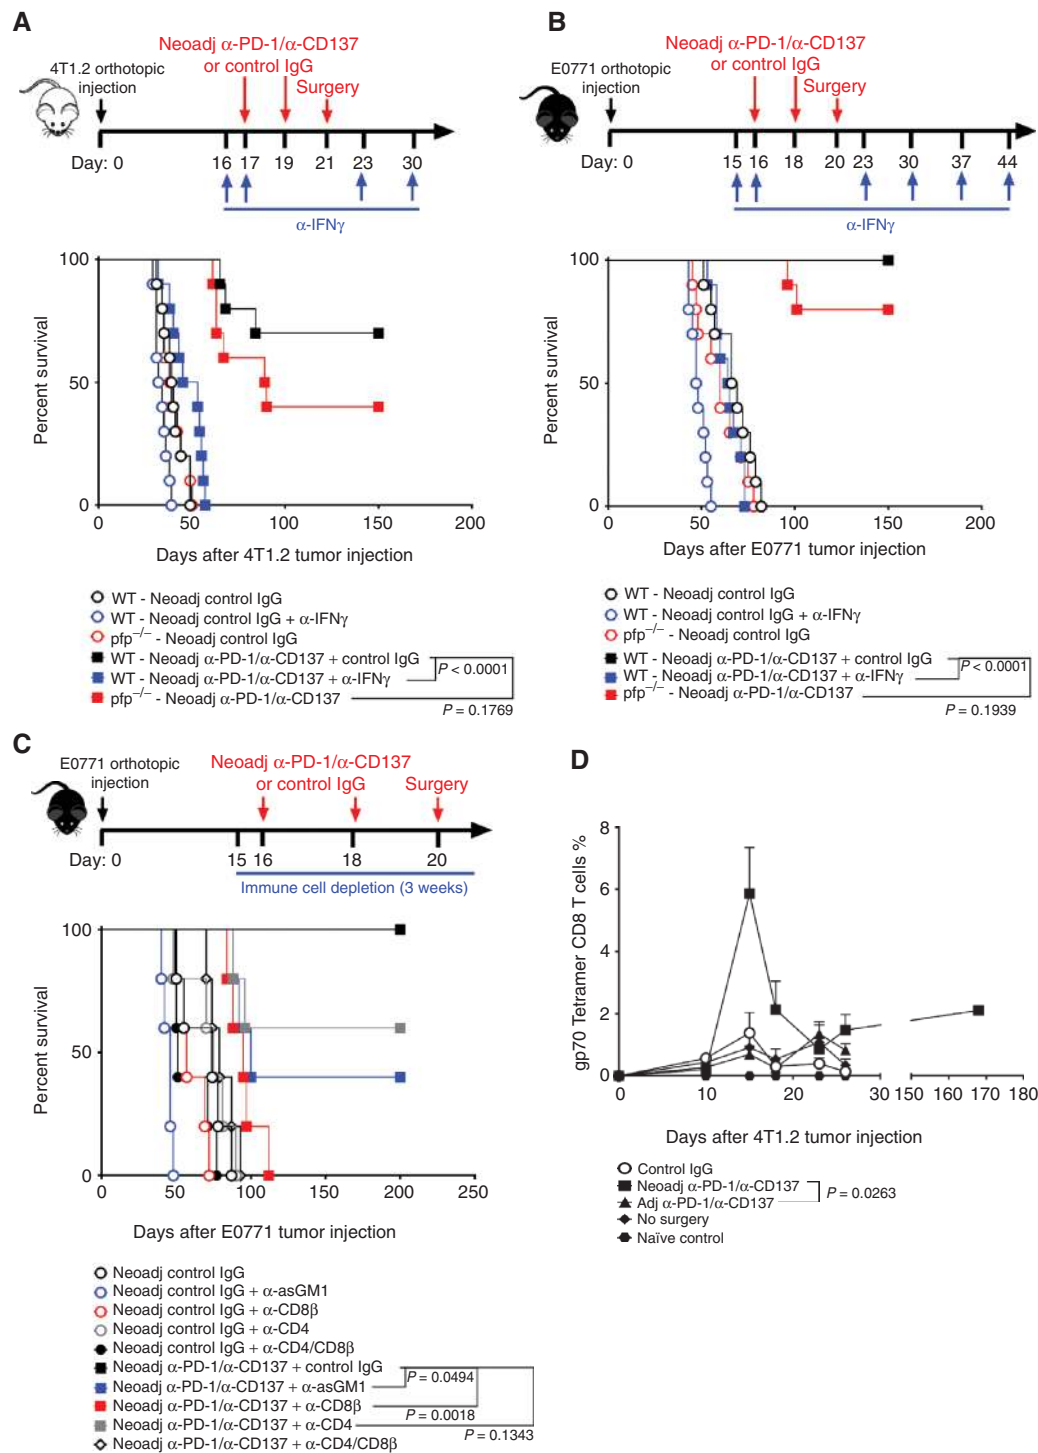 A
Neoadj α-PD-1/α-CD137
or control IgG
4T1.2 orthotopic
injection
Surgery
Day: 0 16 17 19 21 23 30
α-IFNγ
100
50
0
Percent survival
0 50 100 150 200
Days after 4T1.2 tumor injection
WT - Neoadj control IgG
WT - Neoadj control IgG + α-IFNγ
pfp–/– - Neoadj control IgG
WT - Neoadj α-PD-1/α-CD137 + control IgG
WT - Neoadj α-PD-1/α-CD137 + α-IFNγ
pfp–/– - Neoadj α-PD-1/α-CD137
P < 0.0001
P = 0.1769
B
Neoadj α-PD-1/α-CD137
or control IgG
E0771 orthotopic
injection
Surgery
Day: 0 15 16 18 20 23 30 37 44
α-IFNγ
100
50
0
Percent survival
0 50 100 150 200
Days after E0771 tumor injection
WT - Neoadj control IgG
WT - Neoadj control IgG + α-IFNγ
pfp–/– - Neoadj control IgG
WT - Neoadj α-PD-1/α-CD137 + control IgG
WT - Neoadj α-PD-1/α-CD137 + α-IFNγ
pfp–/– - Neoadj α-PD-1/α-CD137
P < 0.0001
P = 0.1939
C
E0771 orthotopic
injection
Neoadj α-PD-1/α-CD137
or control IgG
Surgery
Day: 0 15 16 18 20
Immune cell depletion (3 weeks)
100
50
0
Percent survival
0 50 100 150 200 250
Days after E0771 tumor injection
Neoadj control IgG
Neoadj control IgG + α-asGM1
Neoadj control IgG + α-CD8β
Neoadj control IgG + α-CD4
Neoadj control IgG + α-CD4/CD8β
Neoadj α-PD-1/α-CD137 + control IgG
Neoadj α-PD-1/α-CD137 + α-asGM1
Neoadj α-PD-1/α-CD137 + α-CD8β
Neoadj α-PD-1/α-CD137 + α-CD4
Neoadj α-PD-1/α-CD137 + α-CD4/CD8β
P = 0.0494
P = 0.0018
P = 0.1343
D
8
6
4
2
0
gp70 Tetramer CD8 T cells %
0 10 20 30 150 160 170 180
Days after 4T1.2 tumor injection
Control IgG
Neoadj α-PD-1/α-CD137
Adj α-PD-1/α-CD137
No surgery
Naïve control
P = 0.0263